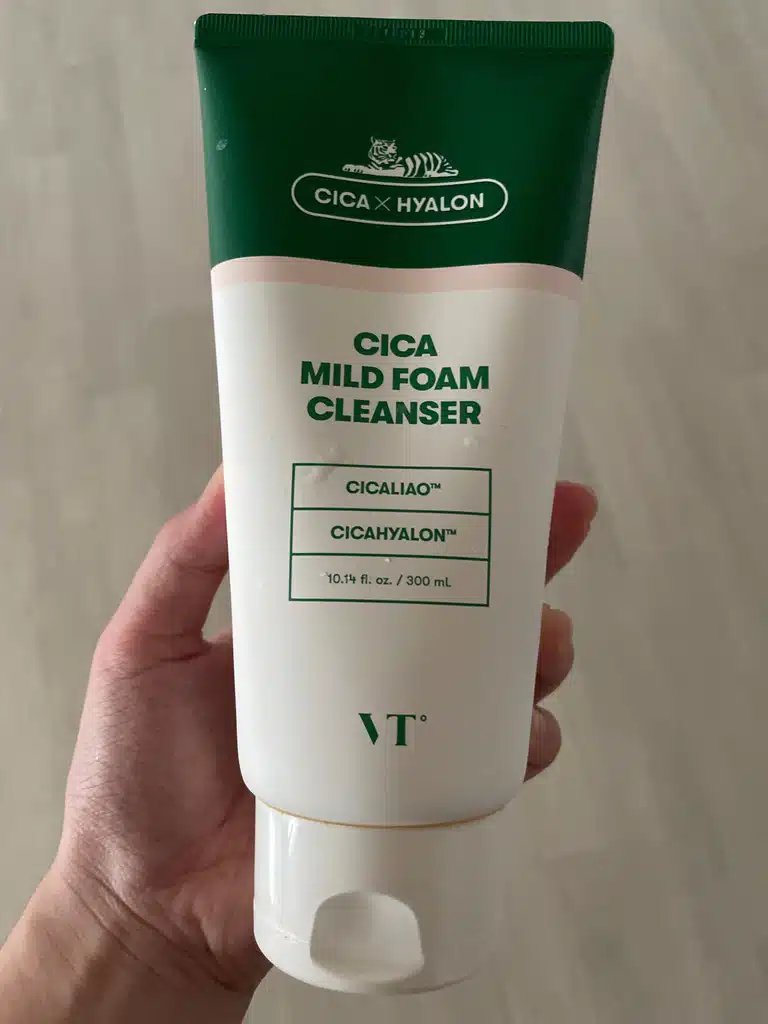 CICA × HYALON
CICA
MILD FOAM
CLEANSER
CICALIAO™
CICAHYALON™
10.14 fl. oz. / 300 mL
VT°